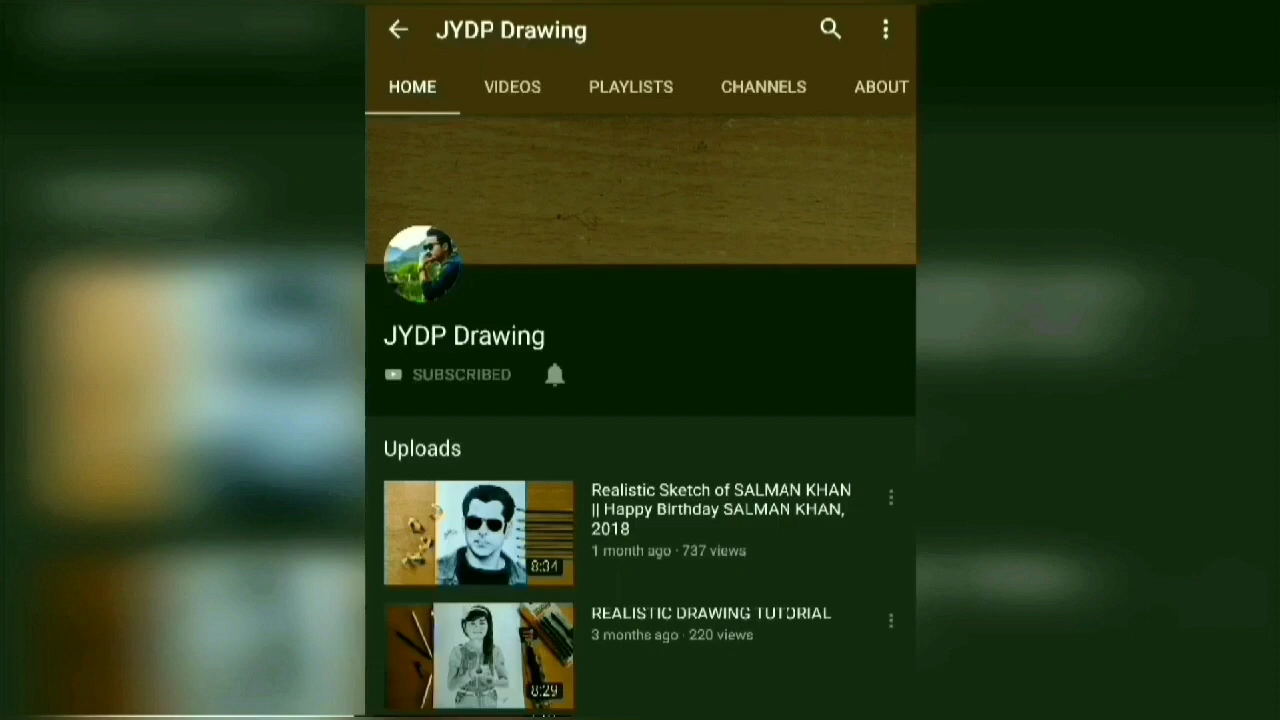 JYDP Drawing
HOME VIDEOS PLAYLISTS CHANNELS ABOUT
JYDP Drawing
SUBSCRIBED
Uploads
Realistic Sketch of SALMAN KHAN
|| Happy Birthday SALMAN KHAN,
2018
1 month ago · 737 views
8:34
REALISTIC DRAWING TUTORIAL
3 months ago · 220 views
8:29